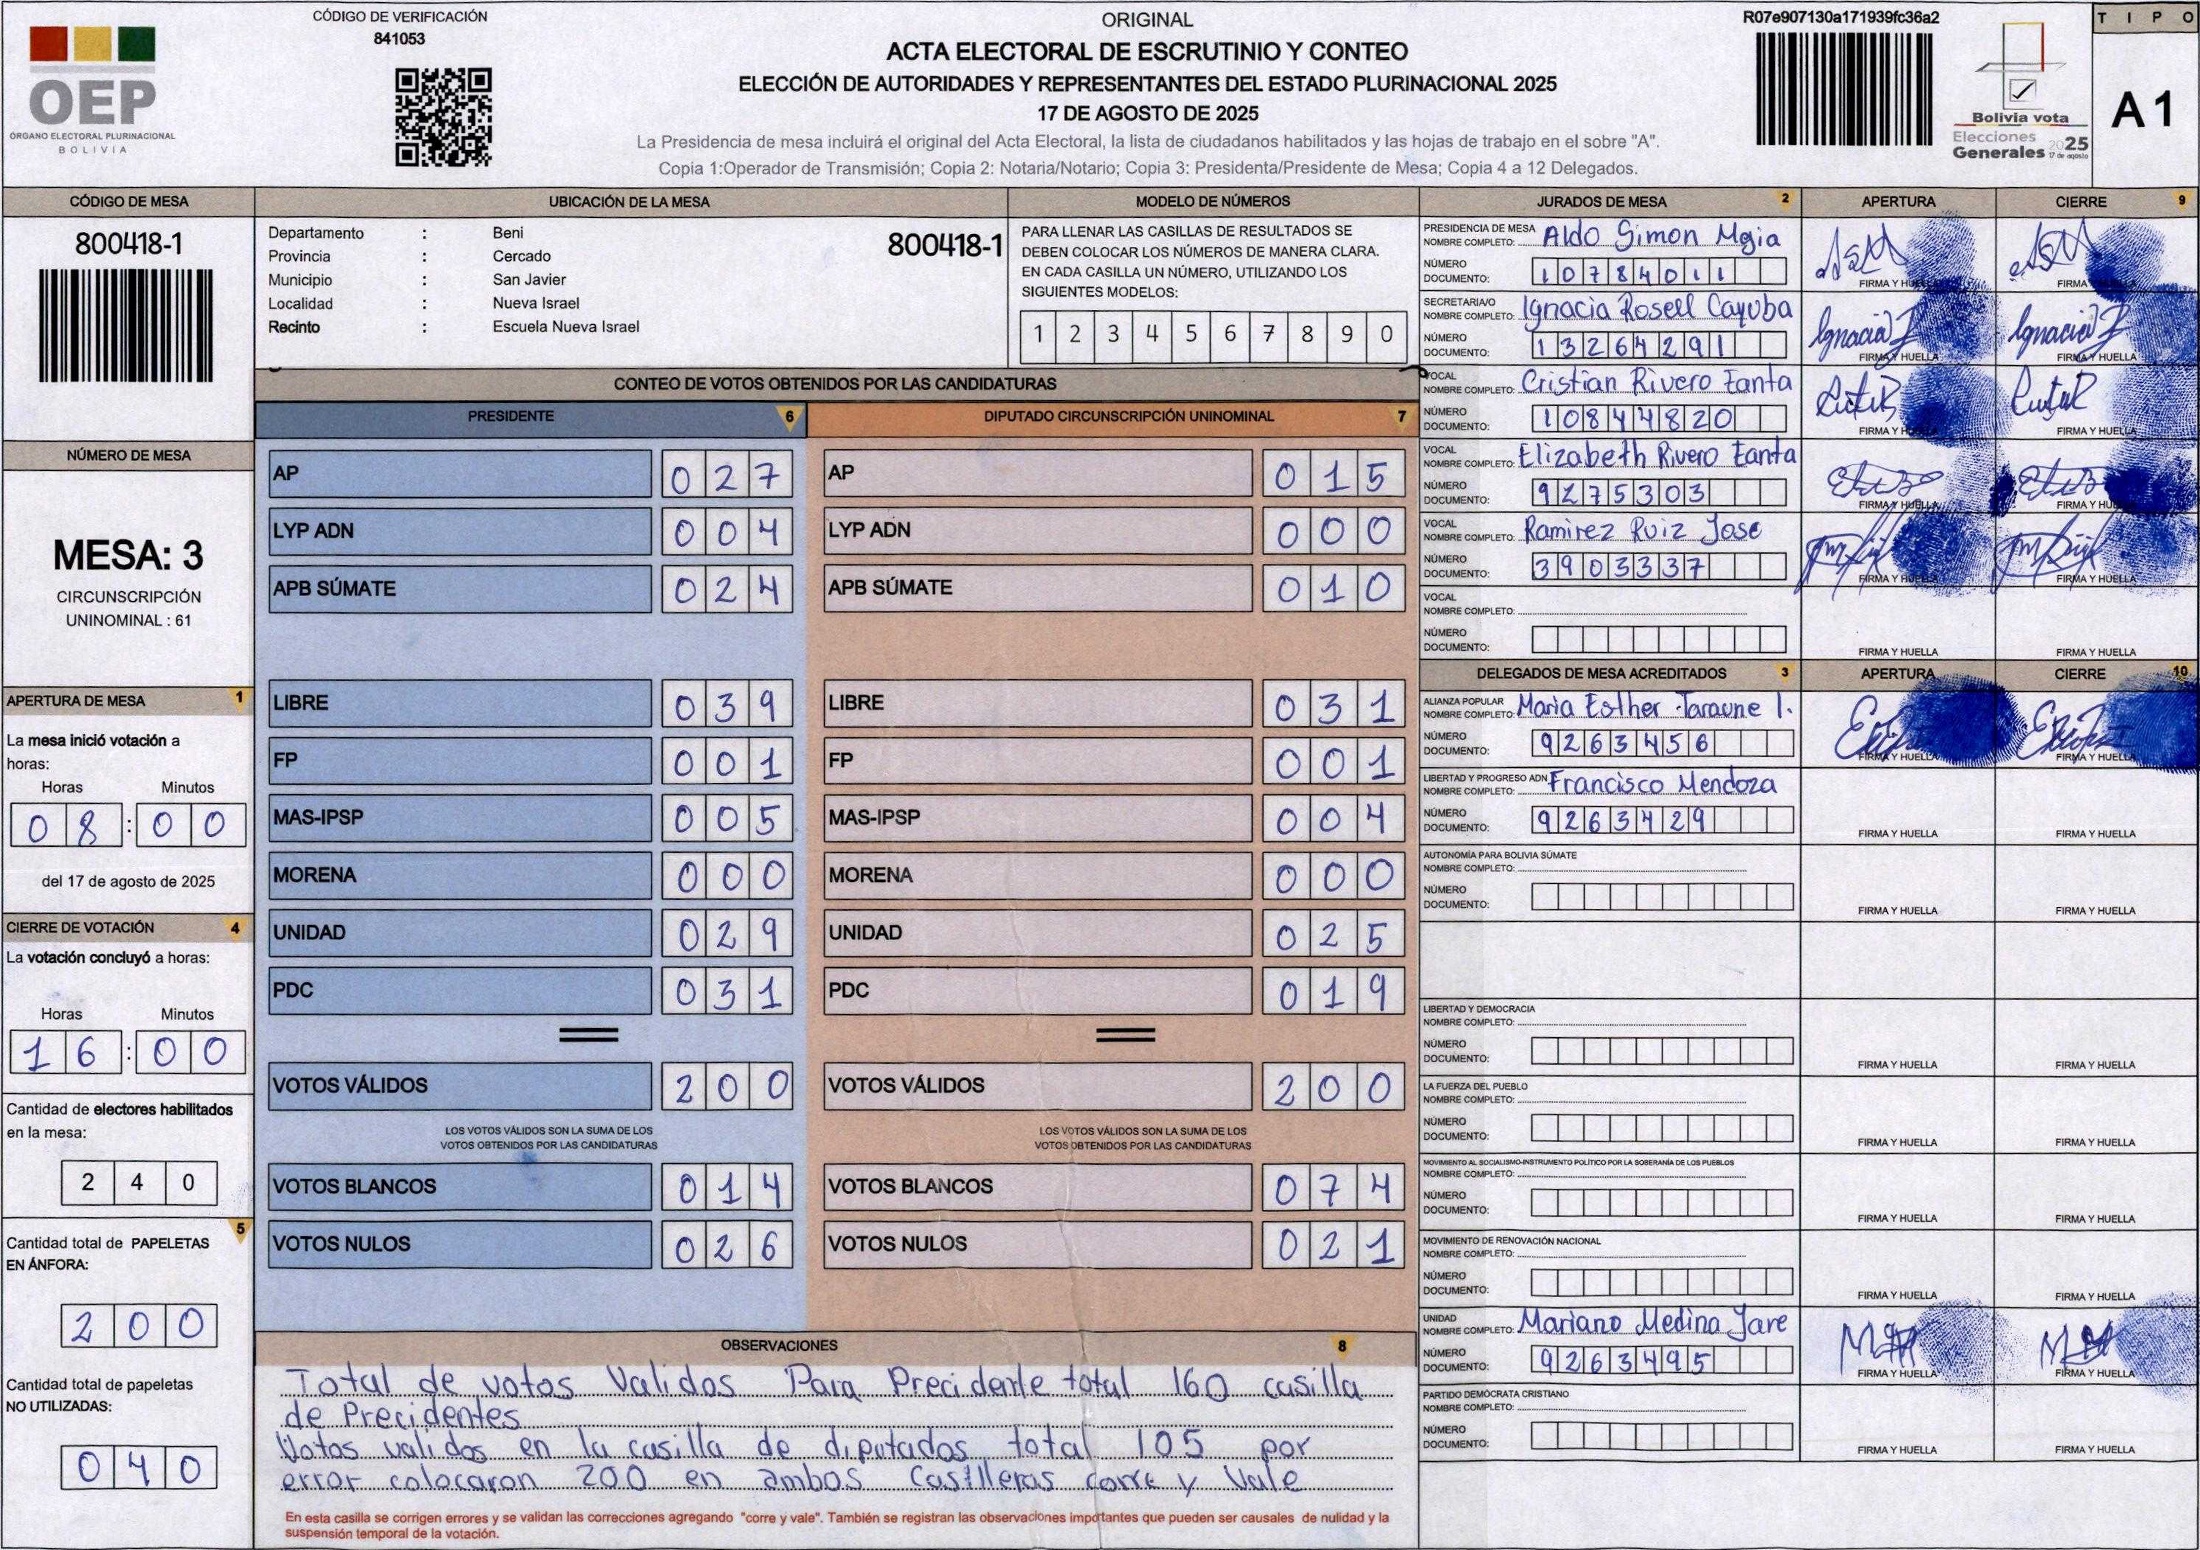 OEP
ÓRGANO ELECTORAL PLURINACIONAL
BOLIVIA
CÓDIGO DE VERIFICACIÓN
841053
ORIGINAL
ACTA ELECTORAL DE ESCRUTINIO Y CONTEO
ELECCIÓN DE AUTORIDADES Y REPRESENTANTES DEL ESTADO PLURINACIONAL 2025
17 DE AGOSTO DE 2025
La Presidencia de mesa incluirá el original del Acta Electoral, la lista de ciudadanos habilitados y las hojas de trabajo en el sobre "A".
Copia 1:Operador de Transmisión; Copia 2: Notaria/Notario; Copia 3: Presidenta/Presidente de Mesa; Copia 4 a 12 Delegados.
R07e907130a171939fc36a2
Bolivia vota
Elecciones
Generales 2025
17 de agosto
TIPO
A1
CÓDIGO DE MESA
800418-1
NÚMERO DE MESA
MESA: 3
CIRCUNSCRIPCIÓN
UNINOMINAL : 61
APERTURA DE MESA 1
La mesa inició votación a
horas:
Horas Minutos
08 : 00
del 17 de agosto de 2025
CIERRE DE VOTACIÓN 4
La votación concluyó a horas:
Horas Minutos
16 : 00
Cantidad de electores habilitados
en la mesa:
240
5
Cantidad total de PAPELETAS
EN ÁNFORA:
200
Cantidad total de papeletas
NO UTILIZADAS:
040
UBICACIÓN DE LA MESA
Departamento : Beni 800418-1
Provincia : Cercado
Municipio : San Javier
Localidad : Nueva Israel
Recinto : Escuela Nueva Israel
MODELO DE NÚMEROS
PARA LLENAR LAS CASILLAS DE RESULTADOS SE
DEBEN COLOCAR LOS NÚMEROS DE MANERA CLARA.
EN CADA CASILLA UN NÚMERO, UTILIZANDO LOS
SIGUIENTES MODELOS:
1 2 3 4 5 6 7 8 9 0
CONTEO DE VOTOS OBTENIDOS POR LAS CANDIDATURAS
PRESIDENTE 6
AP 027
LYP ADN 004
APB SÚMATE 024
LIBRE 039
FP 001
MAS-IPSP 005
MORENA 000
UNIDAD 029
PDC 031
VOTOS VÁLIDOS 200
LOS VOTOS VÁLIDOS SON LA SUMA DE LOS
VOTOS OBTENIDOS POR LAS CANDIDATURAS
VOTOS BLANCOS 014
VOTOS NULOS 026
DIPUTADO CIRCUNSCRIPCIÓN UNINOMINAL 7
AP 015
LYP ADN 000
APB SÚMATE 010
LIBRE 031
FP 001
MAS-IPSP 004
MORENA 000
UNIDAD 025
PDC 019
VOTOS VÁLIDOS 200
LOS VOTOS VÁLIDOS SON LA SUMA DE LOS
VOTOS OBTENIDOS POR LAS CANDIDATURAS
VOTOS BLANCOS 074
VOTOS NULOS 021
OBSERVACIONES 8
Total de votos Validos Para Precidente total 160 casilla
de Precidentes
Votos validos en la casilla de diputados total 105 por
error colocaron 200 en ambos Casilleros corre y Vale
En esta casilla se corrigen errores y se validan las correcciones agregando "corre y vale". También se registran las observaciones importantes que pueden ser causales de nulidad y la
suspensión temporal de la votación.
JURADOS DE MESA 2 APERTURA CIERRE 9
PRESIDENCIA DE MESA
NOMBRE COMPLETO: Aldo Simon Mejia
NÚMERO
DOCUMENTO: 10784011
FIRMA Y HUELLA FIRMA Y HUELLA
SECRETARIA/O
NOMBRE COMPLETO: Ignacia Rosell Cayuba
NÚMERO
DOCUMENTO: 13264291
FIRMA Y HUELLA FIRMA Y HUELLA
VOCAL
NOMBRE COMPLETO: Cristian Rivero Zanta
NÚMERO
DOCUMENTO: 10844820
FIRMA Y HUELLA FIRMA Y HUELLA
VOCAL
NOMBRE COMPLETO: Elizabeth Rivero Zanta
NÚMERO
DOCUMENTO: 9275303
FIRMA Y HUELLA FIRMA Y HUELLA
VOCAL
NOMBRE COMPLETO: Ramirez Ruiz Jose
NÚMERO
DOCUMENTO: 3903337
FIRMA Y HUELLA FIRMA Y HUELLA
VOCAL
NOMBRE COMPLETO:
NÚMERO
DOCUMENTO:
FIRMA Y HUELLA FIRMA Y HUELLA
DELEGADOS DE MESA ACREDITADOS 3 APERTURA CIERRE 10
ALIANZA POPULAR
NOMBRE COMPLETO: Maria Esther I.
NÚMERO
DOCUMENTO: 9263456
FIRMA Y HUELLA FIRMA Y HUELLA
LIBERTAD Y PROGRESO ADN
NOMBRE COMPLETO: Francisco Mendoza
NÚMERO
DOCUMENTO: 9263429
FIRMA Y HUELLA FIRMA Y HUELLA
AUTONOMÍA PARA BOLIVIA SÚMATE
NOMBRE COMPLETO:
NÚMERO
DOCUMENTO:
FIRMA Y HUELLA FIRMA Y HUELLA
LIBERTAD Y DEMOCRACIA
NOMBRE COMPLETO:
NÚMERO
DOCUMENTO:
FIRMA Y HUELLA FIRMA Y HUELLA
LA FUERZA DEL PUEBLO
NOMBRE COMPLETO:
NÚMERO
DOCUMENTO:
FIRMA Y HUELLA FIRMA Y HUELLA
MOVIMIENTO AL SOCIALISMO-INSTRUMENTO POLÍTICO POR LA SOBERANÍA DE LOS PUEBLOS
NOMBRE COMPLETO:
NÚMERO
DOCUMENTO:
FIRMA Y HUELLA FIRMA Y HUELLA
MOVIMIENTO DE RENOVACIÓN NACIONAL
NOMBRE COMPLETO:
NÚMERO
DOCUMENTO:
FIRMA Y HUELLA FIRMA Y HUELLA
UNIDAD
NOMBRE COMPLETO: Mariano Medina Jare
NÚMERO
DOCUMENTO: 9263495
FIRMA Y HUELLA FIRMA Y HUELLA
PARTIDO DEMÓCRATA CRISTIANO
NOMBRE COMPLETO:
NÚMERO
DOCUMENTO:
FIRMA Y HUELLA FIRMA Y HUELLA